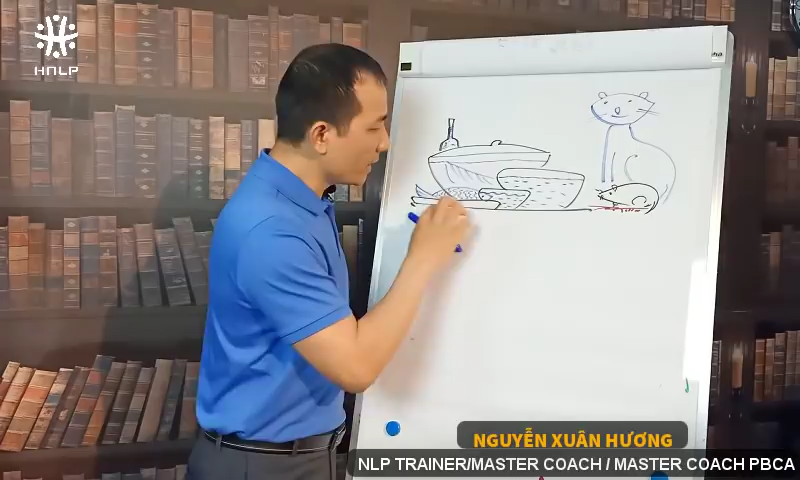 HNLP
NGUYỄN XUÂN HƯƠNG
NLP TRAINER/MASTER COACH / MASTER COACH PBCA